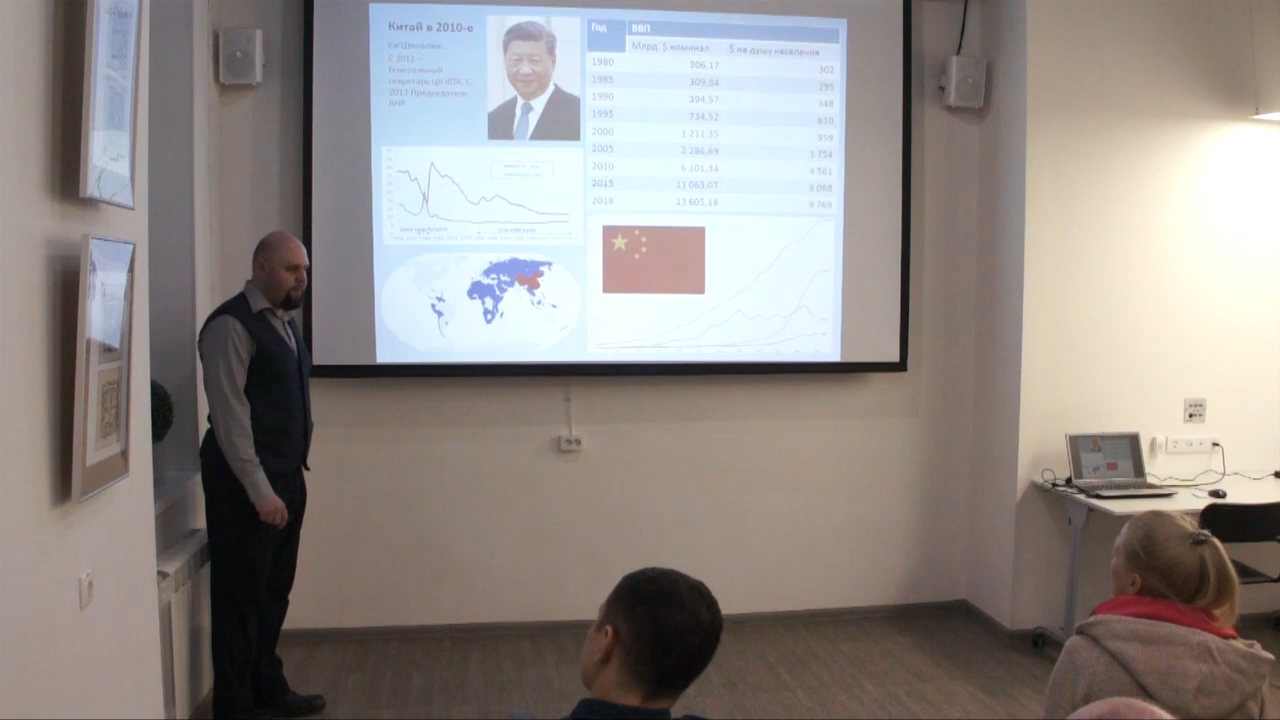 Китай в 2010-е
Си Цзиньпин.
С 2012 –
Генеральный
секретарь ЦК КПК. С
2013 Председатель
КНР
Год ВВП
Млрд. $ номинал $ на душу населения
1980 306,17 302
1985 309,84 295
1990 394,57 348
1995 734,52 610
2000 1 211,35 959
2005 2 286,69 1 754
2010 6 101,34 4 561
2015 11 063,07 8 068
2018 13 605,18 9 769